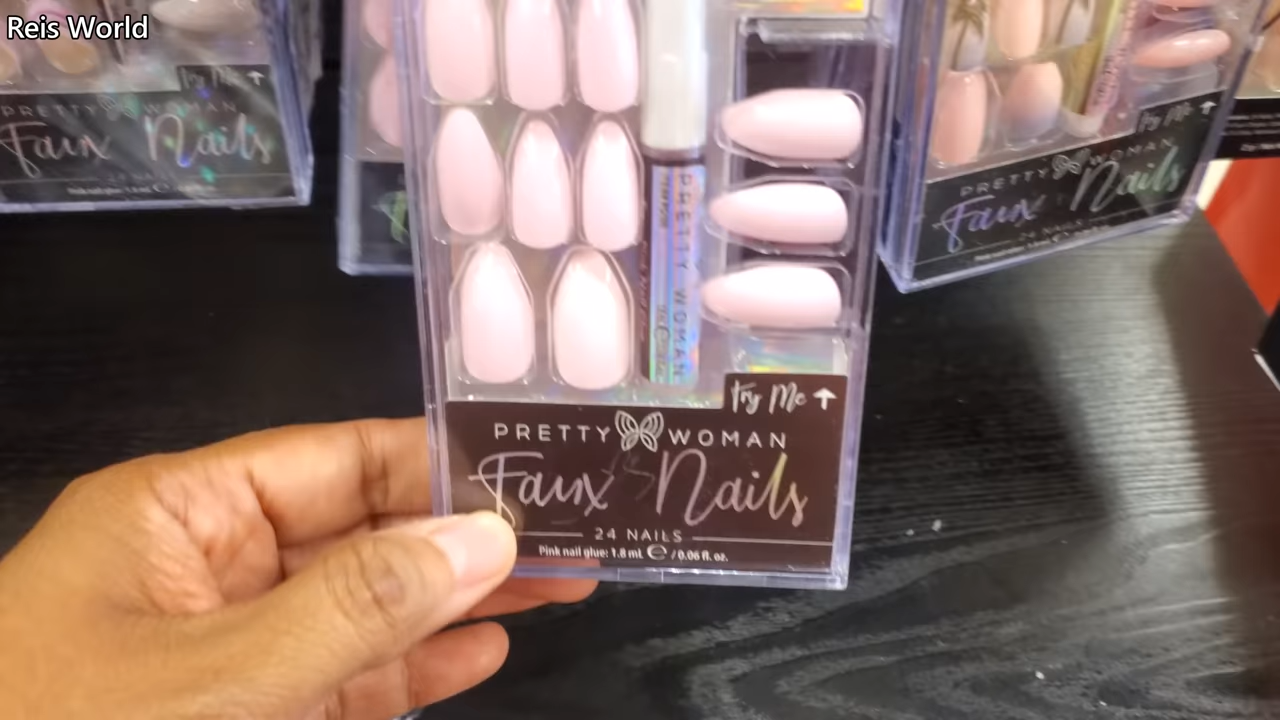 Reis World
Try Me ↑
PRETTY WOMAN
Faux Nails
Try Me ↑
PRETTY WOMAN
Faux Nails
24 NAILS
PRETTY WOMAN
Try Me ↑
PRETTY WOMAN
Faux Nails
24 NAILS
Pink nail glue: 1.8 mL ℮ / 0.06 fl. oz.